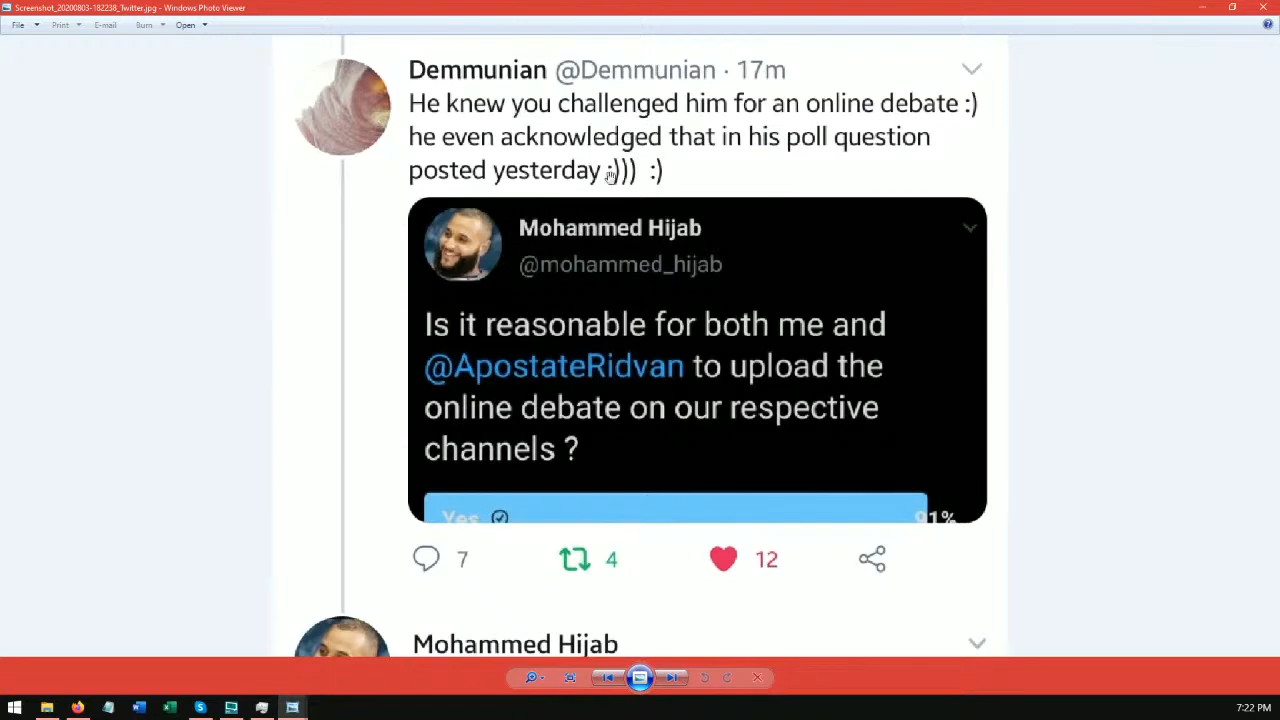 Screenshot_20200803-182238_Twitter.jpg - Windows Photo Viewer
File Print E-mail Burn Open
Demmunian @Demmunian · 17m
He knew you challenged him for an online debate :)
he even acknowledged that in his poll question
posted yesterday :))) :)
Mohammed Hijab
@mohammed_hijab
Is it reasonable for both me and
@ApostateRidvan to upload the
online debate on our respective
channels ?
Yes 91%
7 4 12
Mohammed Hijab
7:22 PM